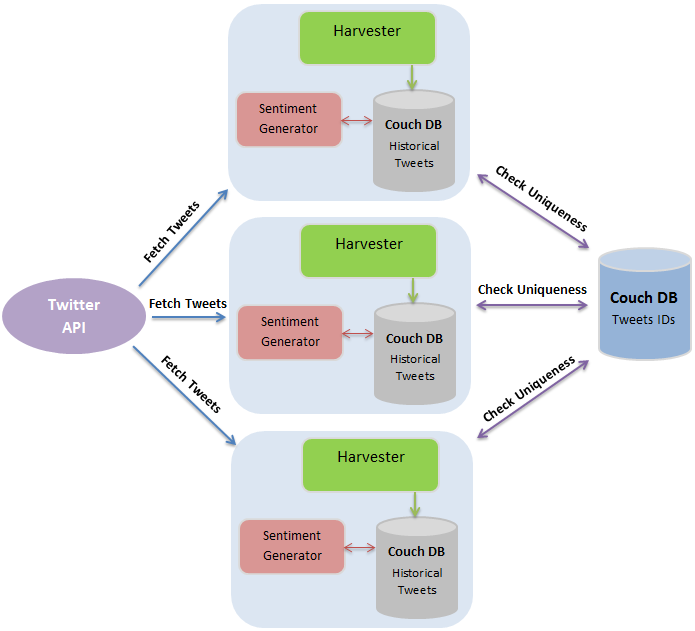 Harvester
Sentiment
Generator
Couch DB
Historical
Tweets
Check Uniqueness
Fetch Tweets
Harvester
Twitter
API
Fetch Tweets
Sentiment
Generator
Couch DB
Historical
Tweets
Check Uniqueness
Couch DB
Tweets IDs
Fetch Tweets
Check Uniqueness
Harvester
Sentiment
Generator
Couch DB
Historical
Tweets